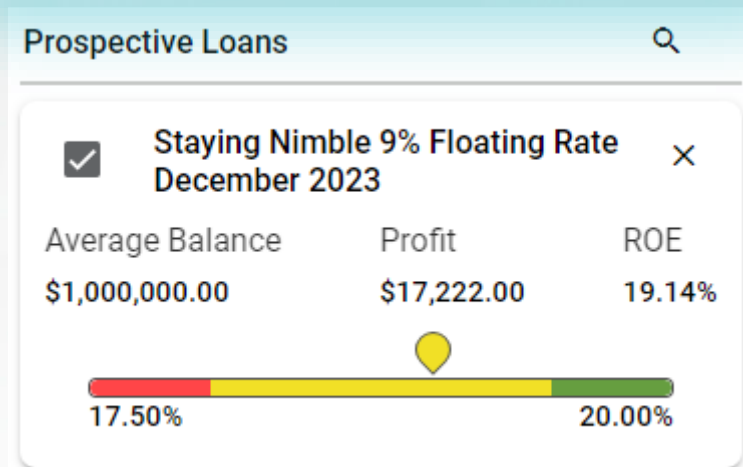 Prospective Loans
Staying Nimble 9% Floating Rate
December 2023
Average Balance Profit ROE
$1,000,000.00 $17,222.00 19.14%
17.50% 20.00%